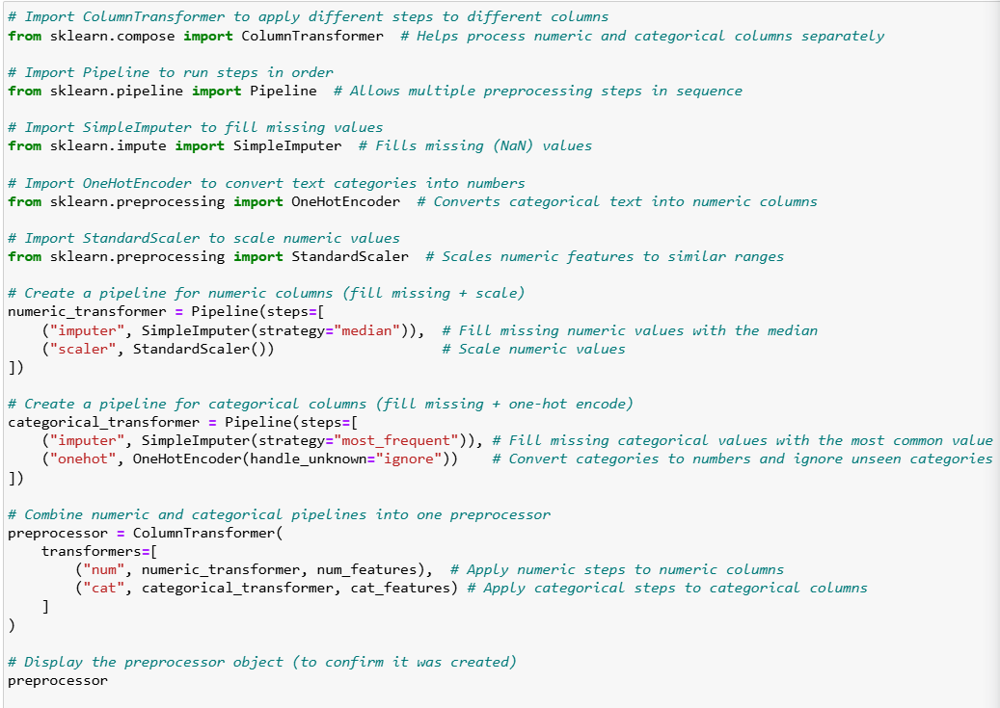 # Import ColumnTransformer to apply different steps to different columns
from sklearn.compose import ColumnTransformer  # Helps process numeric and categorical columns separately

# Import Pipeline to run steps in order
from sklearn.pipeline import Pipeline  # Allows multiple preprocessing steps in sequence

# Import SimpleImputer to fill missing values
from sklearn.impute import SimpleImputer  # Fills missing (NaN) values

# Import OneHotEncoder to convert text categories into numbers
from sklearn.preprocessing import OneHotEncoder  # Converts categorical text into numeric columns

# Import StandardScaler to scale numeric values
from sklearn.preprocessing import StandardScaler  # Scales numeric features to similar ranges

# Create a pipeline for numeric columns (fill missing + scale)
numeric_transformer = Pipeline(steps=[
    ("imputer", SimpleImputer(strategy="median")),  # Fill missing numeric values with the median
    ("scaler", StandardScaler())                    # Scale numeric values
])

# Create a pipeline for categorical columns (fill missing + one-hot encode)
categorical_transformer = Pipeline(steps=[
    ("imputer", SimpleImputer(strategy="most_frequent")), # Fill missing categorical values with the most common value
    ("onehot", OneHotEncoder(handle_unknown="ignore"))    # Convert categories to numbers and ignore unseen categories
])

# Combine numeric and categorical pipelines into one preprocessor
preprocessor = ColumnTransformer(
    transformers=[
        ("num", numeric_transformer, num_features),  # Apply numeric steps to numeric columns
        ("cat", categorical_transformer, cat_features) # Apply categorical steps to categorical columns
    ]
)

# Display the preprocessor object (to confirm it was created)
preprocessor